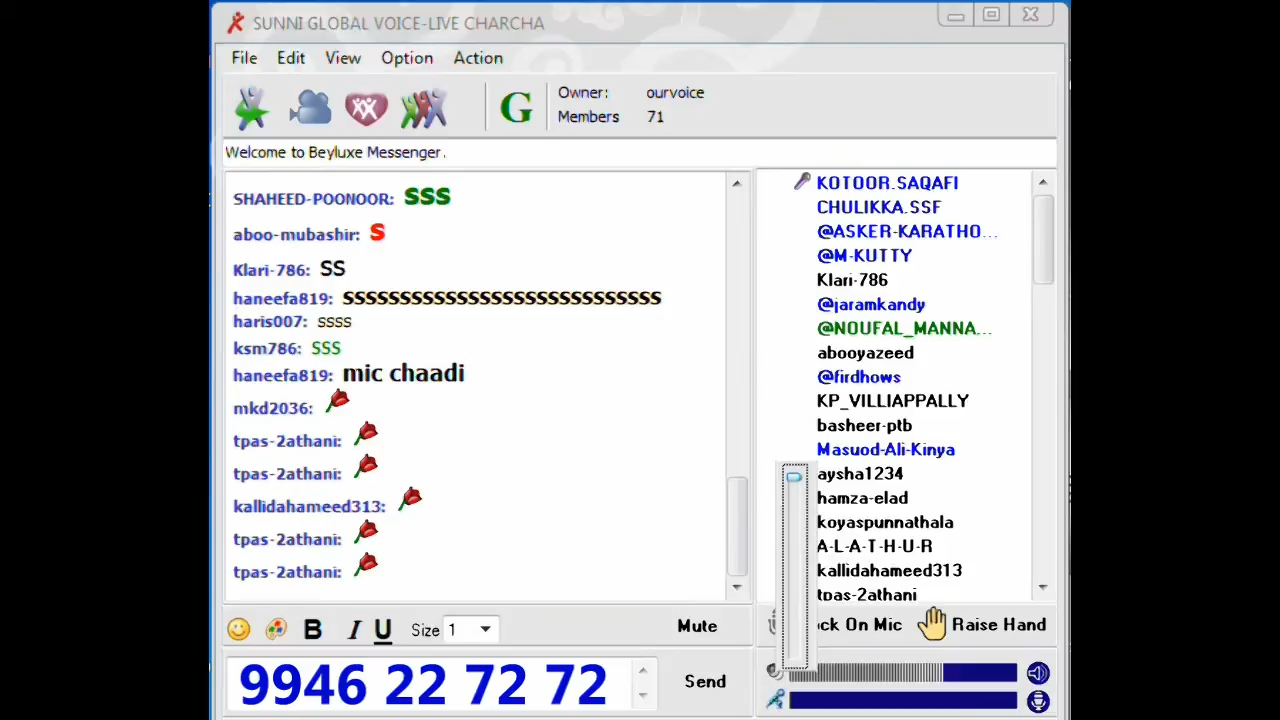 SUNNI GLOBAL VOICE-LIVE CHARCHA
File Edit View Option Action
G
Owner: ourvoice
Members 71
Welcome to Beyluxe Messenger.
SHAHEED-POONOOR: SSS
aboo-mubashir: S
Klari-786: SS
haneefa819: SSSSSSSSSSSSSSSSSSSSSSSSSSSS
haris007: SSSS
ksm786: SSS
haneefa819: mic chaadi
mkd2036:
tpas-2athani:
tpas-2athani:
kallidahameed313:
tpas-2athani:
tpas-2athani:
KOTOOR.SAQAFI
CHULIKKA.SSF
@ASKER-KARATHO...
@M-KUTTY
Klari-786
@jaramkandy
@NOUFAL_MANNA...
abooyazeed
@firdhows
KP_VILLIAPPALLY
basheer-ptb
Masuod-Ali-Kinya
aysha1234
hamza-elad
koyaspunnathala
A-L-A-T-H-U-R
kallidahameed313
tpas-2athani
B I U Size 1 Mute
ck On Mic Raise Hand
9946 22 72 72 Send